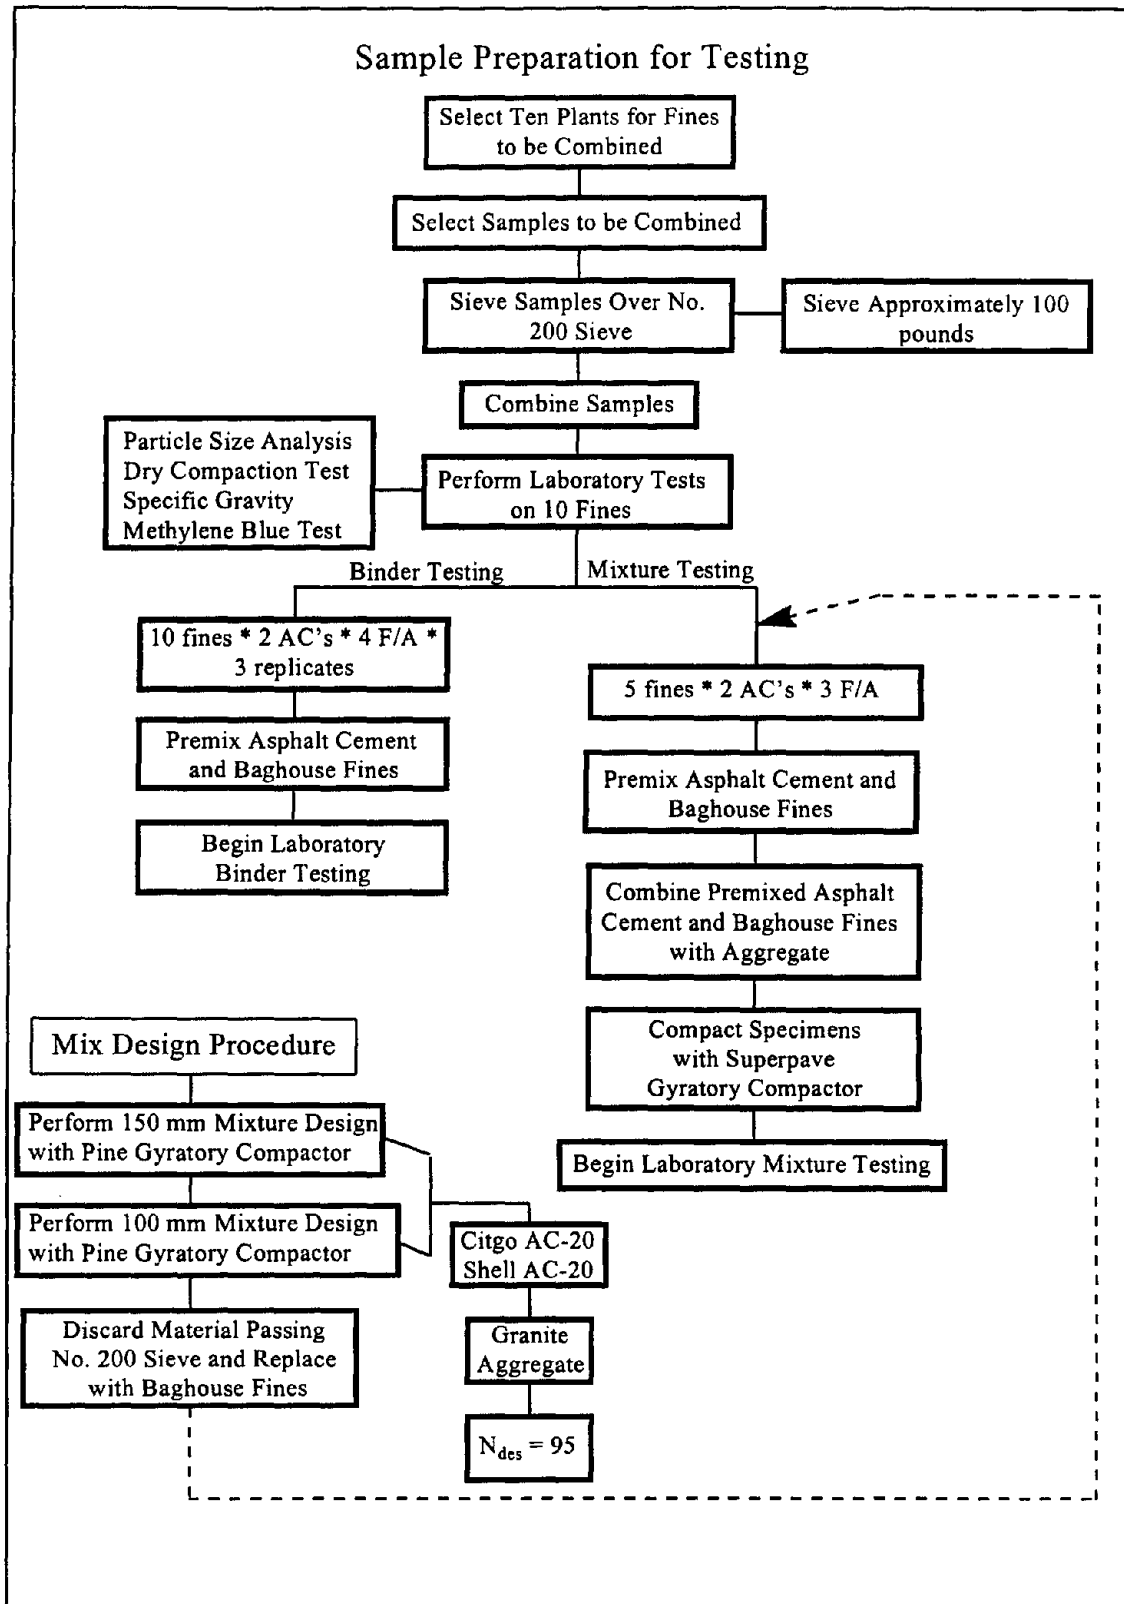 Sample Preparation for Testing
Select Ten Plants for Fines
to be Combined
Select Samples to be Combined
Sieve Samples Over No.
200 Sieve
Sieve Approximately 100
pounds
Combine Samples
Particle Size Analysis
Dry Compaction Test
Specific Gravity
Methylene Blue Test
Perform Laboratory Tests
on 10 Fines
Binder Testing
Mixture Testing
10 fines * 2 AC's * 4 F/A *
3 replicates
Premix Asphalt Cement
and Baghouse Fines
Begin Laboratory
Binder Testing
5 fines * 2 AC's * 3 F/A
Premix Asphalt Cement and
Baghouse Fines
Combine Premixed Asphalt
Cement and Baghouse Fines
with Aggregate
Compact Specimens
with Superpave
Gyratory Compactor
Begin Laboratory Mixture Testing
Mix Design Procedure
Perform 150 mm Mixture Design
with Pine Gyratory Compactor
Perform 100 mm Mixture Design
with Pine Gyratory Compactor
Discard Material Passing
No. 200 Sieve and Replace
with Baghouse Fines
Citgo AC-20
Shell AC-20
Granite
Aggregate
Ndes = 95